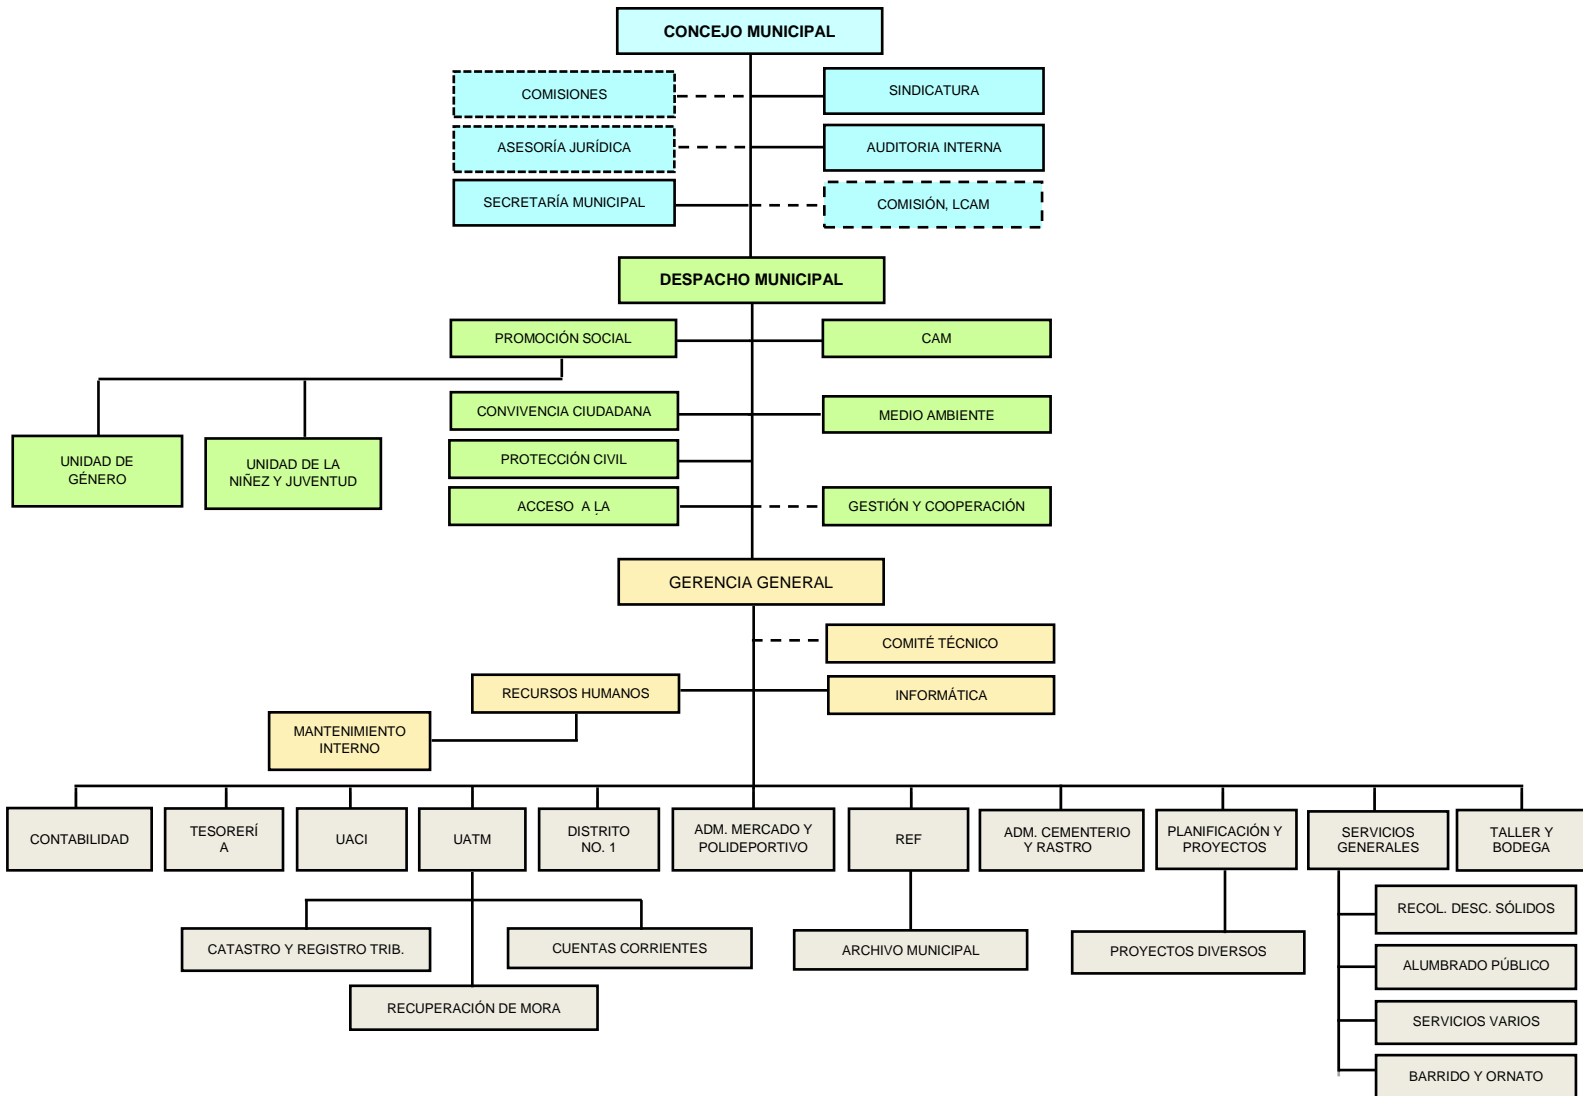 CONCEJO MUNICIPAL
COMISIONES
SINDICATURA
ASESORÍA JURÍDICA
AUDITORIA INTERNA
SECRETARÍA MUNICIPAL
COMISIÓN, LCAM
DESPACHO MUNICIPAL
PROMOCIÓN SOCIAL
CAM
CONVIVENCIA CIUDADANA
MEDIO AMBIENTE
UNIDAD DE
GÉNERO
UNIDAD DE LA
NIÑEZ Y JUVENTUD
PROTECCIÓN CIVIL
ACCESO A LA
GESTIÓN Y COOPERACIÓN
GERENCIA GENERAL
COMITÉ TÉCNICO
RECURSOS HUMANOS
INFORMÁTICA
MANTENIMIENTO
INTERNO
CONTABILIDAD
TESORERÍ
A
UACI
UATM
DISTRITO
NO. 1
ADM. MERCADO Y
POLIDEPORTIVO
REF
ADM. CEMENTERIO
Y RASTRO
PLANIFICACIÓN Y
PROYECTOS
SERVICIOS
GENERALES
TALLER Y
BODEGA
CATASTRO Y REGISTRO TRIB.
CUENTAS CORRIENTES
RECUPERACIÓN DE MORA
ARCHIVO MUNICIPAL
PROYECTOS DIVERSOS
RECOL. DESC. SÓLIDOS
ALUMBRADO PÚBLICO
SERVICIOS VARIOS
BARRIDO Y ORNATO